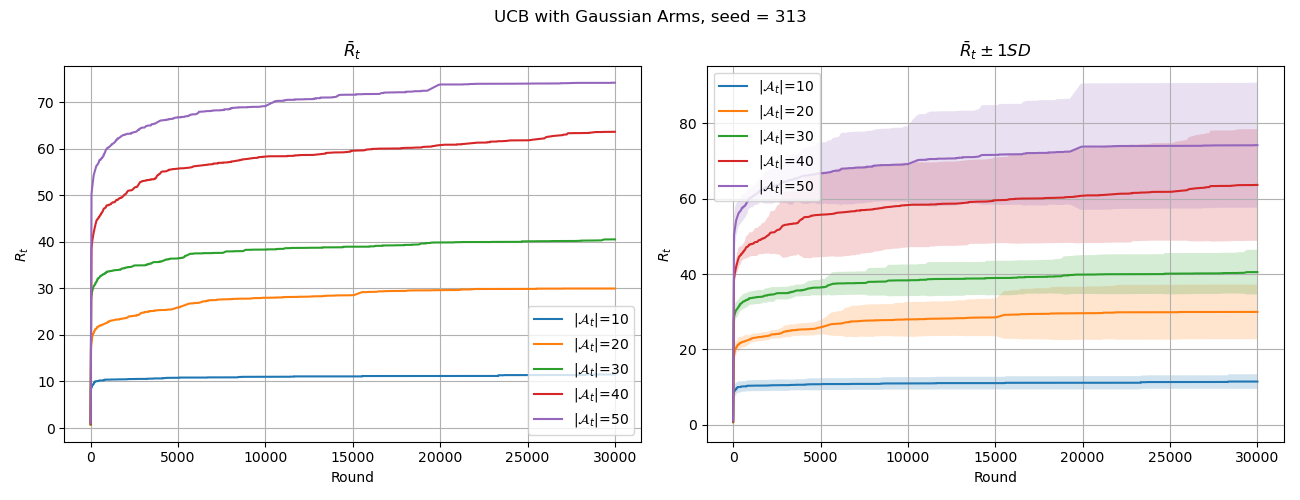 UCB with Gaussian Arms, seed = 313
R̄ₜ
70
60
50
40
30
20
10
0
Rₜ
0 5000 10000 15000 20000 25000 30000
Round
|𝒜ₜ|=10
|𝒜ₜ|=20
|𝒜ₜ|=30
|𝒜ₜ|=40
|𝒜ₜ|=50
R̄ₜ ± 1SD
80
60
40
20
0
Rₜ
0 5000 10000 15000 20000 25000 30000
Round
|𝒜ₜ|=10
|𝒜ₜ|=20
|𝒜ₜ|=30
|𝒜ₜ|=40
|𝒜ₜ|=50